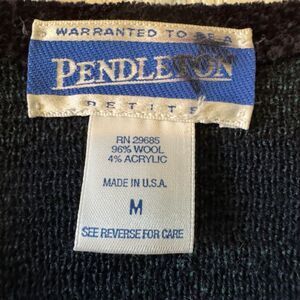 WARRANTED TO BE A
PENDLETON
PETITE
RN 29685
96% WOOL
4% ACRYLIC
MADE IN U.S.A.
M
SEE REVERSE FOR CARE